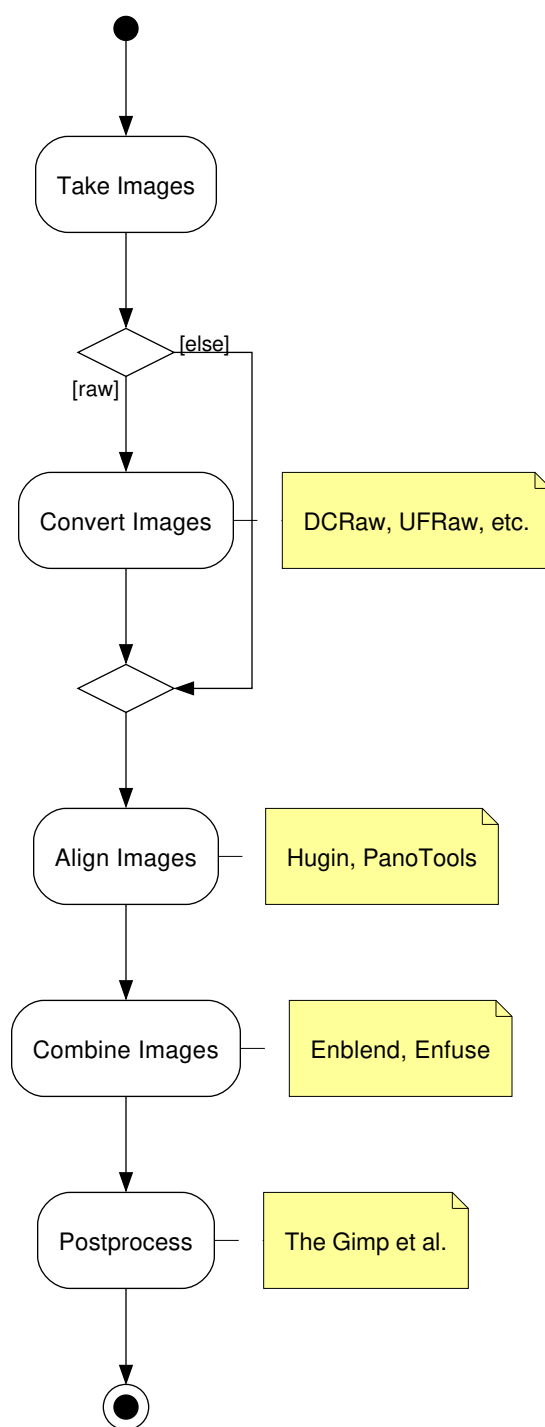 Take Images
[else]
[raw]
Convert Images
DCRaw, UFRaw, etc.
Align Images
Hugin, PanoTools
Combine Images
Enblend, Enfuse
Postprocess
The Gimp et al.